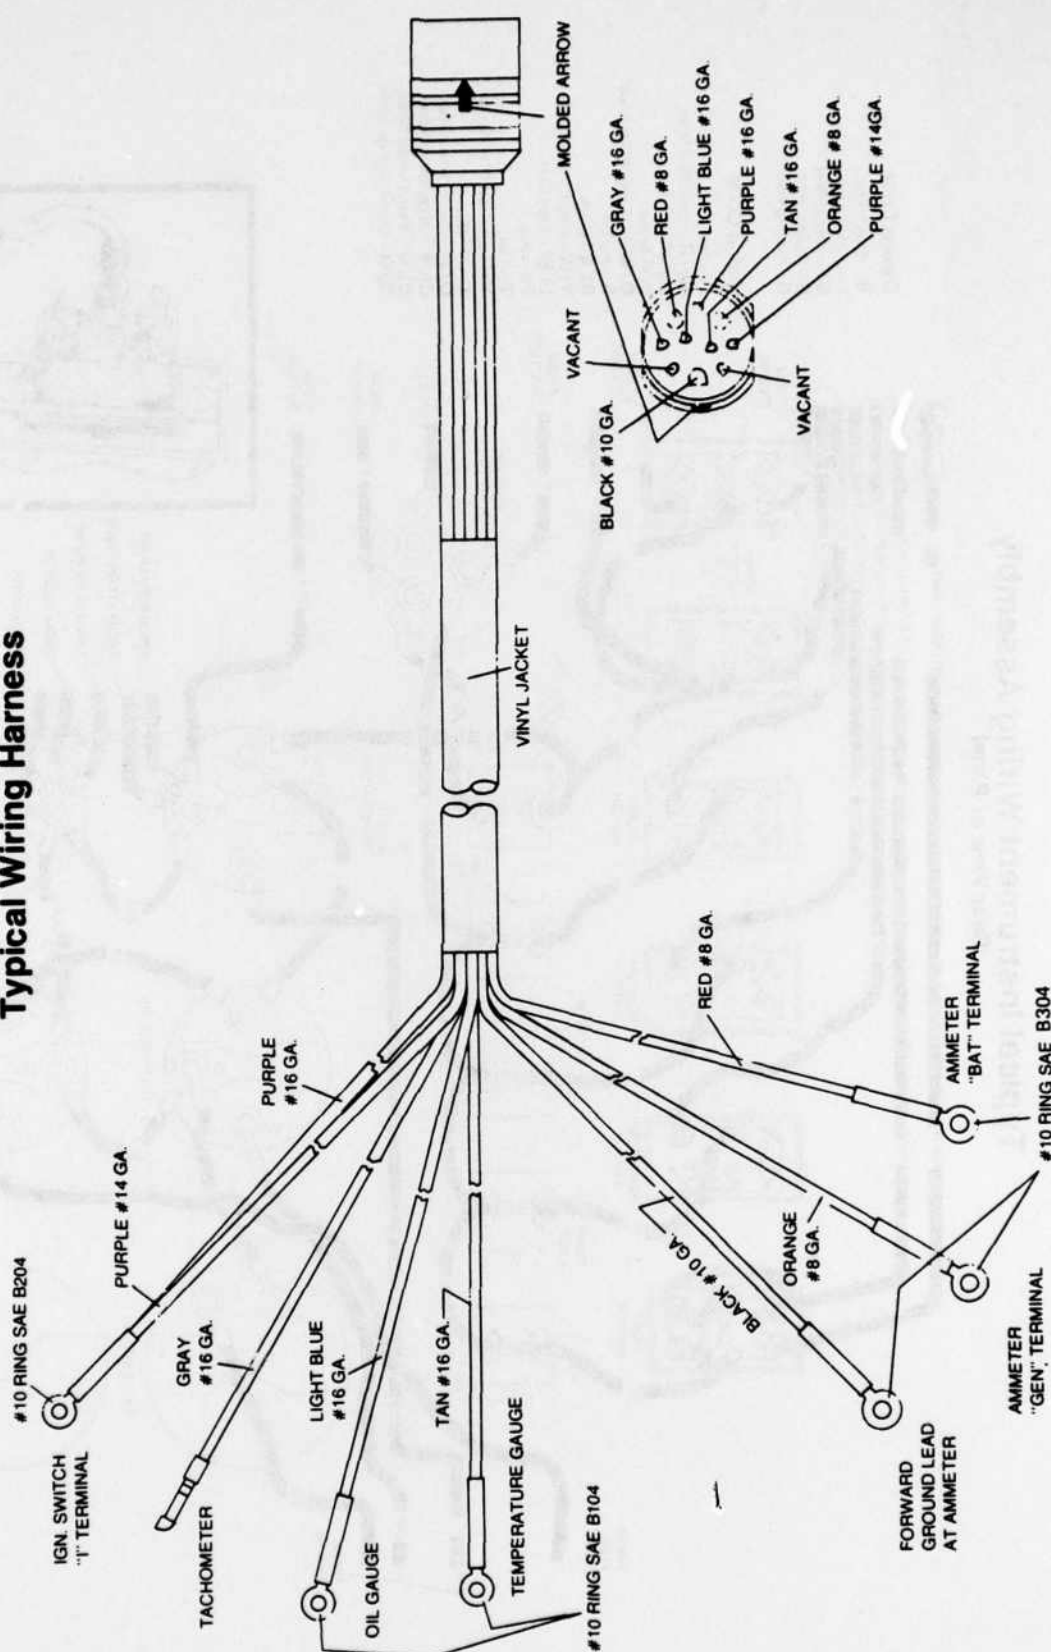 Typical Wiring Harness
#10 RING SAE B204
IGN. SWITCH
"I" TERMINAL
PURPLE #14 GA.
PURPLE
#16 GA.
TACHOMETER
GRAY
#16 GA.
OIL GAUGE
LIGHT BLUE
#16 GA.
TAN #16 GA.
TEMPERATURE GAUGE
#10 RING SAE B104
VINYL JACKET
MOLDED ARROW
BLACK #10 GA.
VACANT
GRAY #16 GA.
RED #8 GA.
LIGHT BLUE #16 GA.
PURPLE #16 GA.
TAN #16 GA.
ORANGE #8 GA.
PURPLE #14GA.
VACANT
BLACK #10 GA.
ORANGE
#8 GA.
RED #8 GA.
FORWARD
GROUND LEAD
AT AMMETER
AMMETER
"GEN." TERMINAL
AMMETER
"BAT" TERMINAL
#10 RING SAE B304
Typical Instrument Wiring Assembly